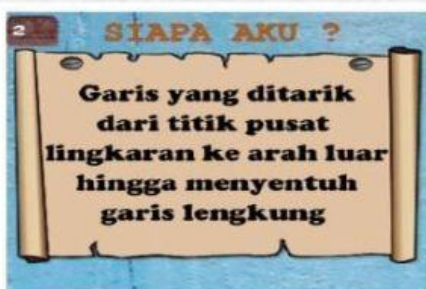 2
SIAPA AKU ?
Garis yang ditarik
dari titik pusat
lingkaran ke arah luar
hingga menyentuh
garis lengkung